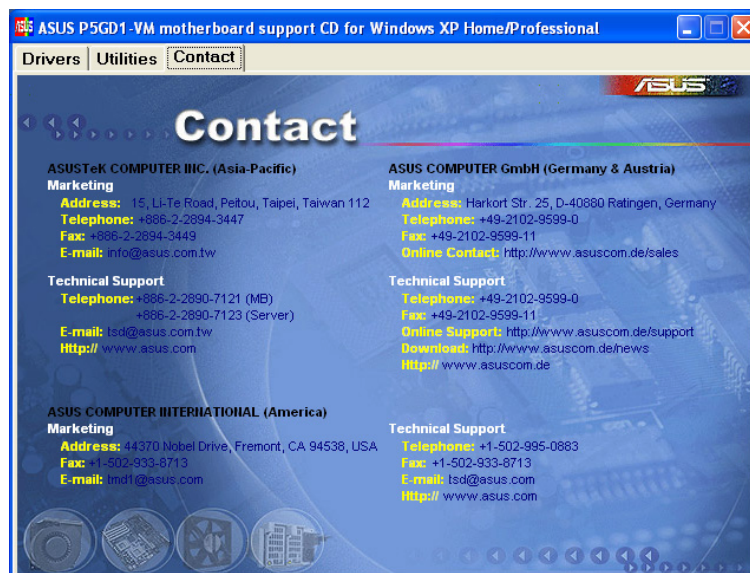 ASUS P5GD1-VM motherboard support CD for Windows XP Home/Professional
Drivers Utilities Contact
ASUS
Contact
ASUSTeK COMPUTER INC. (Asia-Pacific)
Marketing
Address: 15, Li-Te Road, Peitou, Taipei, Taiwan 112
Telephone: +886-2-2894-3447
Fax: +886-2-2894-3449
E-mail: info@asus.com.tw
Technical Support
Telephone: +886-2-2890-7121 (MB)
+886-2-2890-7123 (Server)
E-mail: tsd@asus.com.tw
Http:// www.asus.com
ASUS COMPUTER GmbH (Germany & Austria)
Marketing
Address: Harkort Str. 25, D-40880 Ratingen, Germany
Telephone: +49-2102-9599-0
Fax: +49-2102-9599-11
Online Contact: http://www.asuscom.de/sales
Technical Support
Telephone: +49-2102-9599-0
Fax: +49-2102-9599-11
Online Support: http://www.asuscom.de/support
Download: http://www.asuscom.de/news
Http:// www.asuscom.de
ASUS COMPUTER INTERNATIONAL (America)
Marketing
Address: 44370 Nobel Drive, Fremont, CA 94538, USA
Fax: +1-502-933-8713
E-mail: tmd1@asus.com
Technical Support
Telephone: +1-502-995-0883
Fax: +1-502-933-8713
E-mail: tsd@asus.com
Http:// www.asus.com